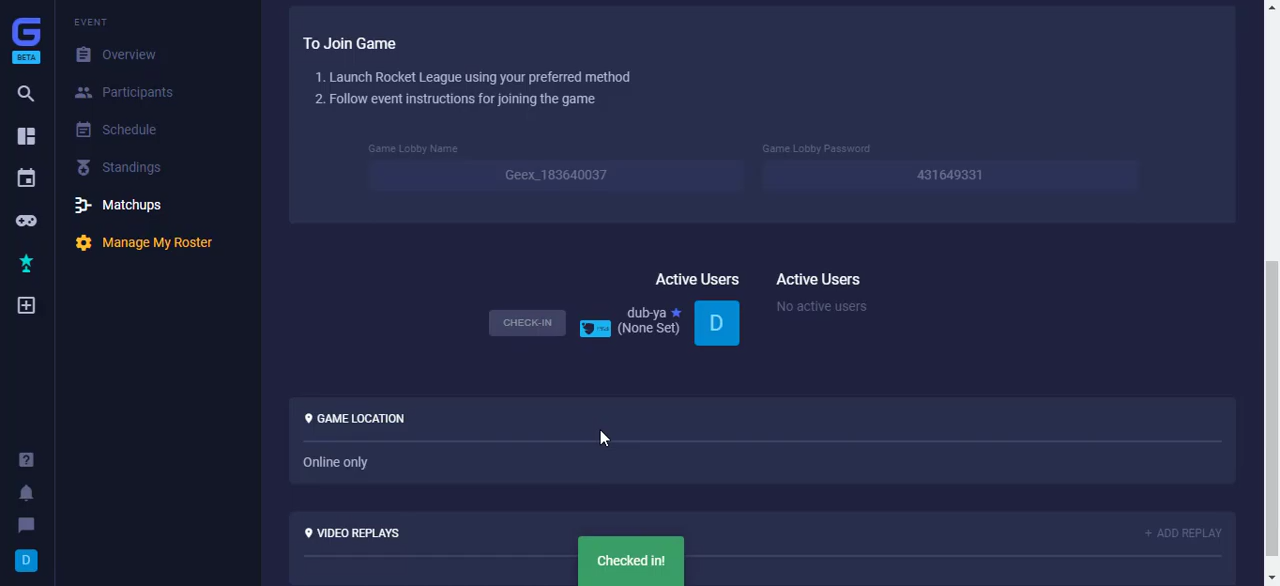 BETA
EVENT
Overview
Participants
Schedule
Standings
Matchups
Manage My Roster
D
To Join Game
1. Launch Rocket League using your preferred method
2. Follow event instructions for joining the game
Game Lobby Name
Game Lobby Password
Geex_183640037
431649331
Active Users
CHECK-IN
dub-ya
(None Set)
D
Active Users
No active users
GAME LOCATION
Online only
VIDEO REPLAYS
+ ADD REPLAY
Checked in!